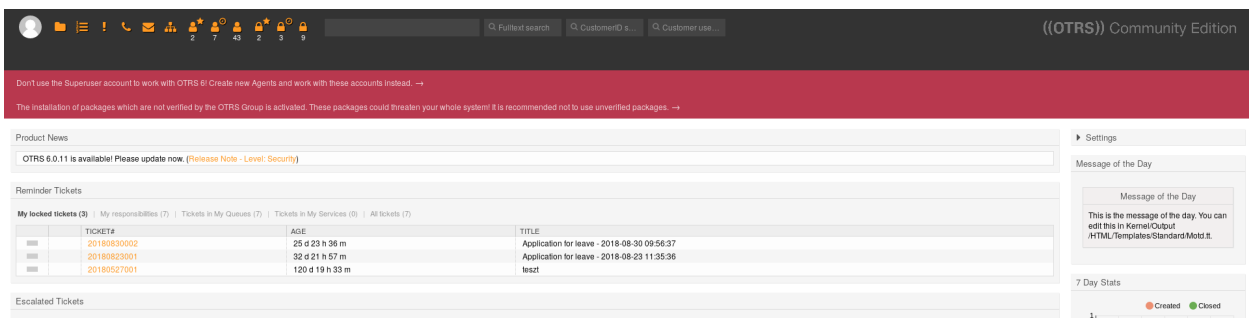 2 7 43 2 3 9
Fulltext search CustomerID s... Customer use...
((OTRS)) Community Edition
Don't use the Superuser account to work with OTRS 6! Create new Agents and work with these accounts instead. →
The installation of packages which are not verified by the OTRS Group is activated. These packages could threaten your whole system! It is recommended not to use unverified packages. →
Product News
OTRS 6.0.11 is available! Please update now. (Release Note - Level: Security)
Reminder Tickets
My locked tickets (3) | My responsibilities (7) | Tickets in My Queues (7) | Tickets in My Services (0) | All tickets (7)
TICKET# AGE TITLE
20180830002 25 d 23 h 36 m Application for leave - 2018-08-30 09:56:37
20180823001 32 d 21 h 57 m Application for leave - 2018-08-23 11:35:36
20180527001 120 d 19 h 33 m teszt
Escalated Tickets
Settings
Message of the Day
Message of the Day
This is the message of the day. You can
edit this in Kernel/Output
/HTML/Templates/Standard/Motd.tt.
7 Day Stats
Created Closed
1